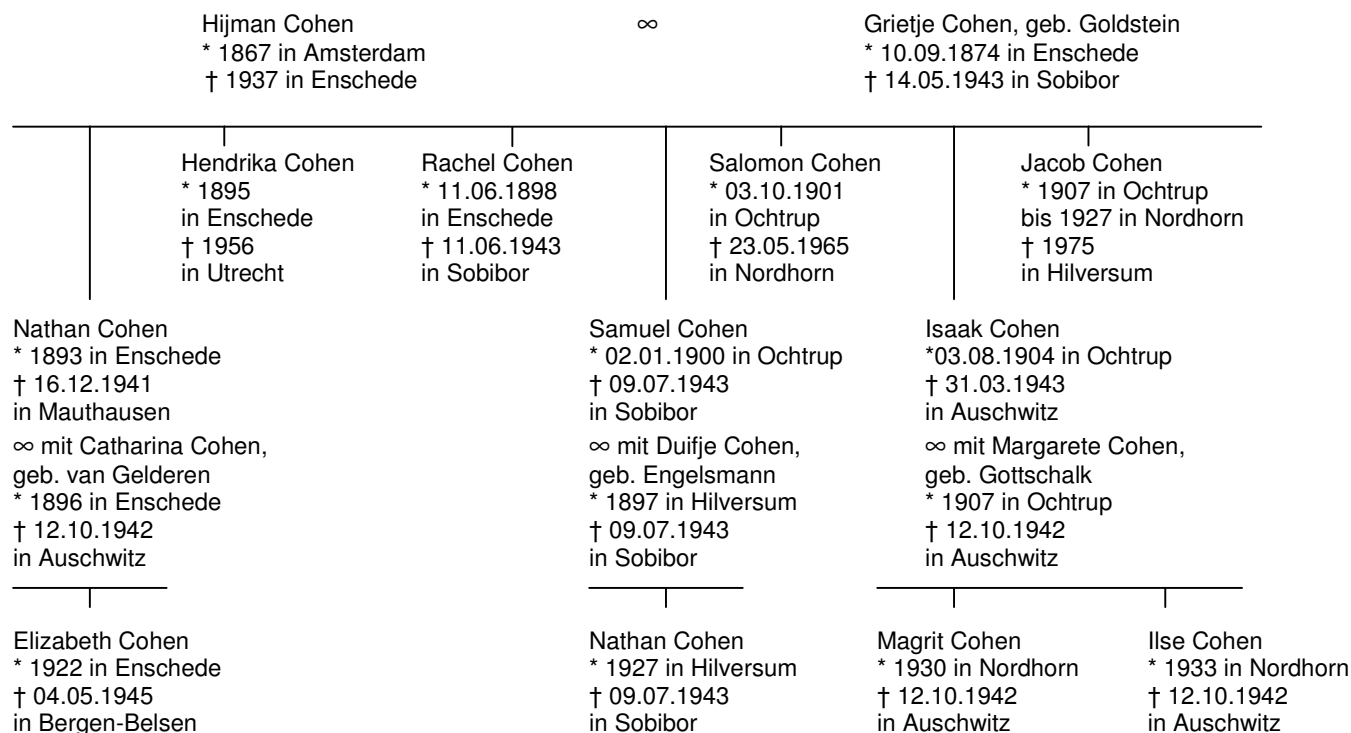 Hijman Cohen
* 1867 in Amsterdam
† 1937 in Enschede
∞
Grietje Cohen, geb. Goldstein
* 10.09.1874 in Enschede
† 14.05.1943 in Sobibor
Hendrika Cohen
* 1895
in Enschede
† 1956
in Utrecht
Rachel Cohen
* 11.06.1898
in Enschede
† 11.06.1943
in Sobibor
Salomon Cohen
* 03.10.1901
in Ochtrup
† 23.05.1965
in Nordhorn
Jacob Cohen
* 1907 in Ochtrup
bis 1927 in Nordhorn
† 1975
in Hilversum
Nathan Cohen
* 1893 in Enschede
† 16.12.1941
in Mauthausen
∞ mit Catharina Cohen,
geb. van Gelderen
* 1896 in Enschede
† 12.10.1942
in Auschwitz
Samuel Cohen
* 02.01.1900 in Ochtrup
† 09.07.1943
in Sobibor
∞ mit Duifje Cohen,
geb. Engelsmann
* 1897 in Hilversum
† 09.07.1943
in Sobibor
Isaak Cohen
*03.08.1904 in Ochtrup
† 31.03.1943
in Auschwitz
∞ mit Margarete Cohen,
geb. Gottschalk
* 1907 in Ochtrup
† 12.10.1942
in Auschwitz
Elizabeth Cohen
* 1922 in Enschede
† 04.05.1945
in Bergen-Belsen
Nathan Cohen
* 1927 in Hilversum
† 09.07.1943
in Sobibor
Magrit Cohen
* 1930 in Nordhorn
† 12.10.1942
in Auschwitz
Ilse Cohen
* 1933 in Nordhorn
† 12.10.1942
in Auschwitz